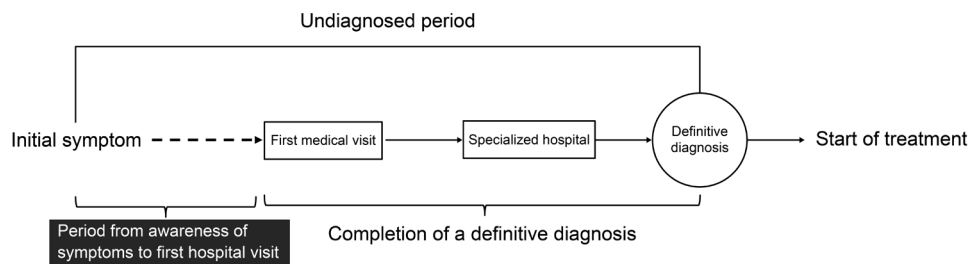 Undiagnosed period
Initial symptom
First medical visit
Specialized hospital
Definitive
diagnosis
Start of treatment
Period from awareness of
symptoms to first hospital visit
Completion of a definitive diagnosis